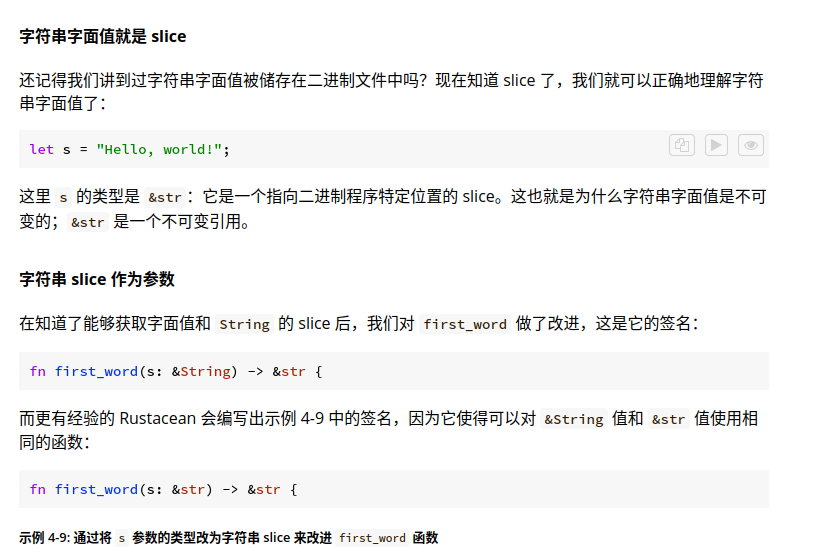 字符串字面值就是 slice
还记得我们讲到过字符串字面值被储存在二进制文件中吗？现在知道 slice 了，我们就可以正确地理解字符
串字面值了：
let s = "Hello, world!";
这里 s 的类型是 &str：它是一个指向二进制程序特定位置的 slice。这也就是为什么字符串字面值是不可
变的；&str 是一个不可变引用。
字符串 slice 作为参数
在知道了能够获取字面值和 String 的 slice 后，我们对 first_word 做了改进，这是它的签名：
fn first_word(s: &String) -> &str {
而更有经验的 Rustacean 会编写出示例 4-9 中的签名，因为它使得可以对 &String 值和 &str 值使用相
同的函数：
fn first_word(s: &str) -> &str {
示例 4-9: 通过将 s 参数的类型改为字符串 slice 来改进 first_word 函数